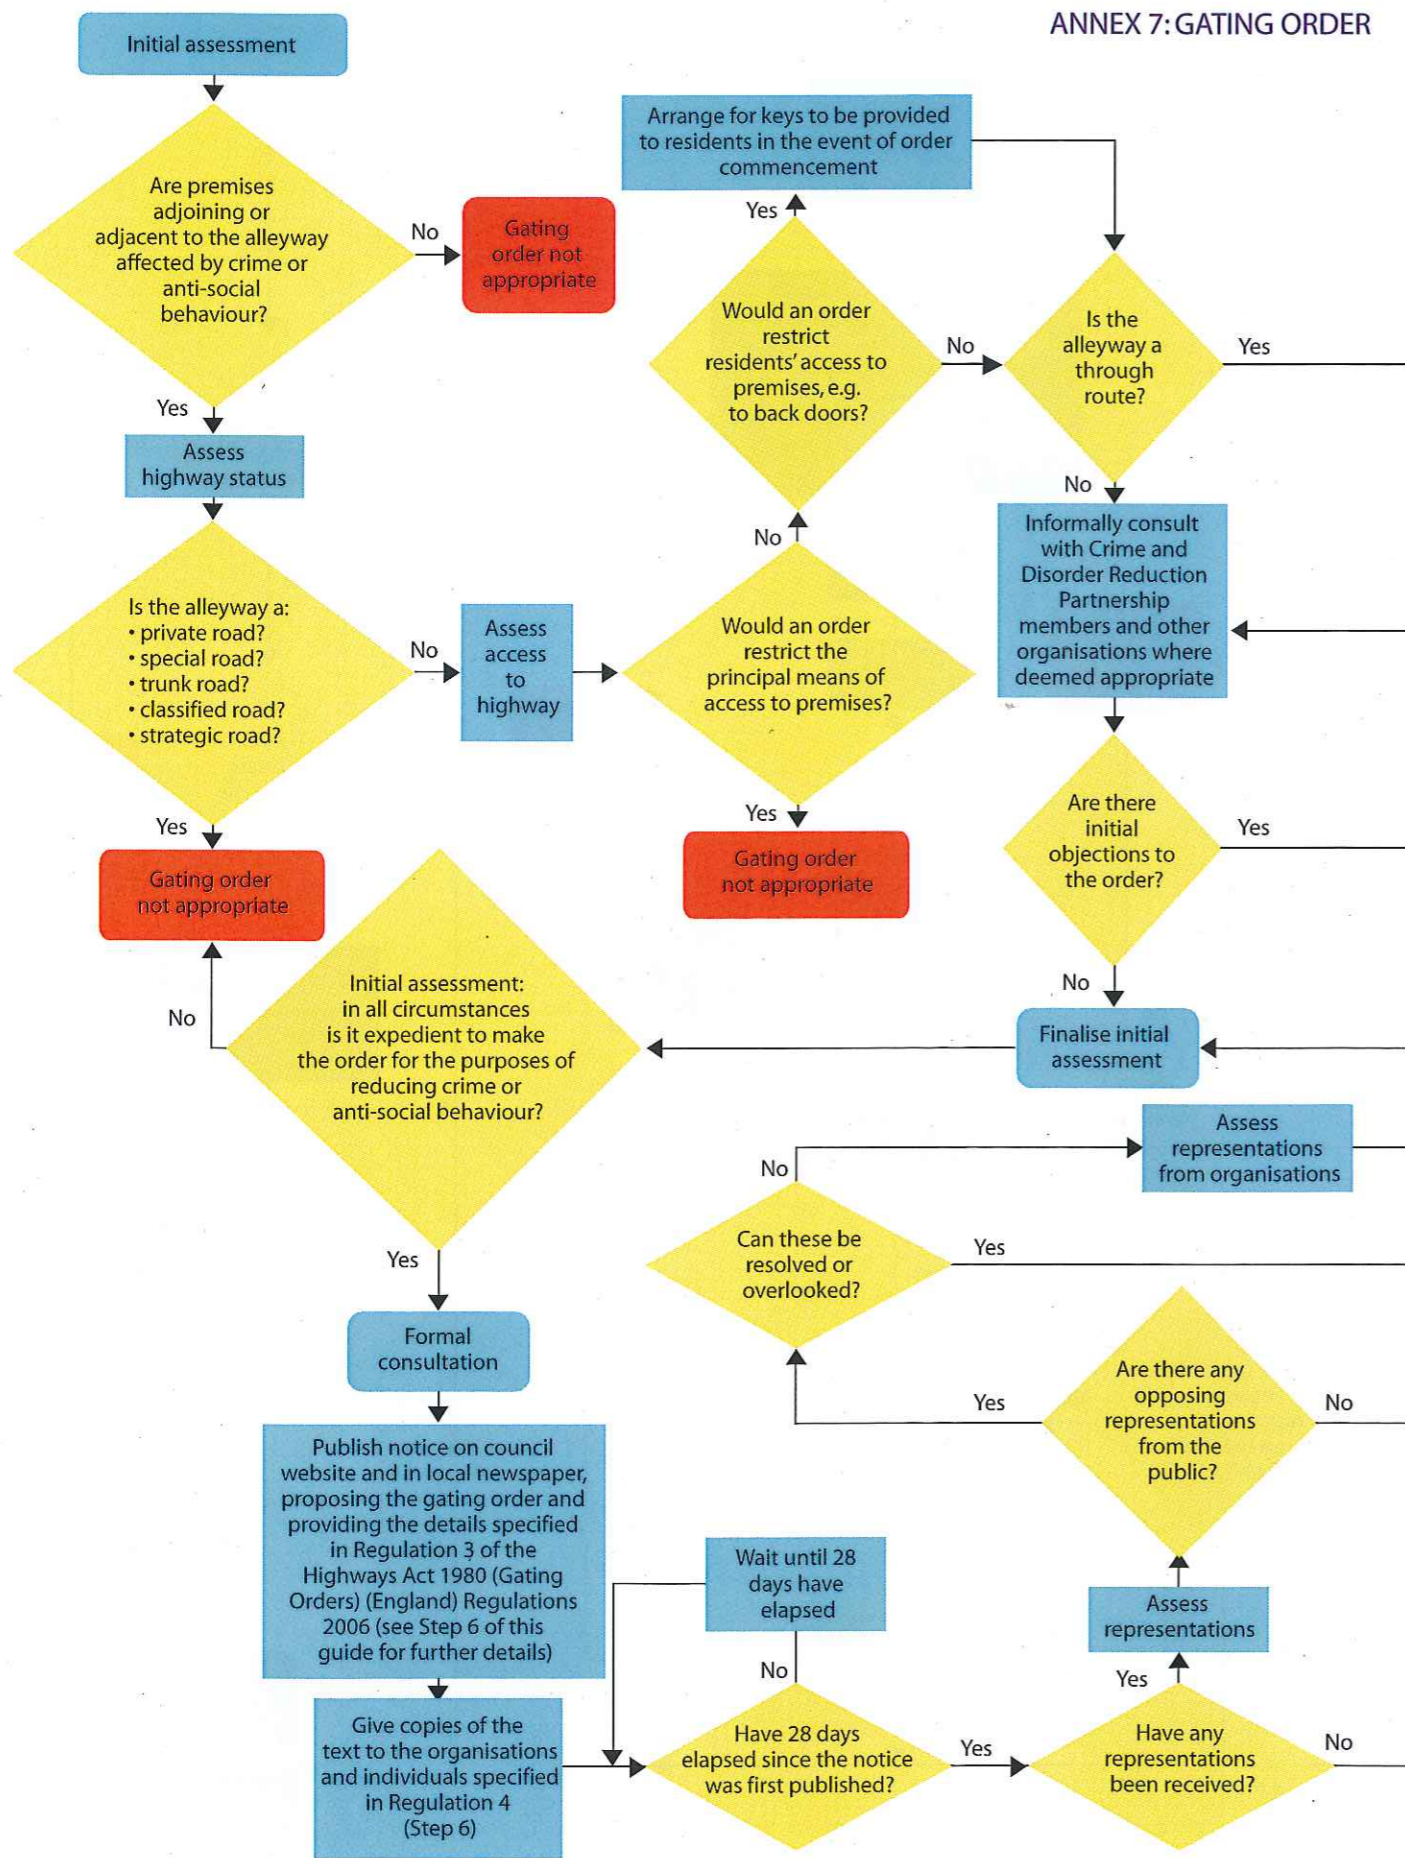 ANNEX 7: GATING ORDER
Initial assessment
Are premises
adjoining or
adjacent to the alleyway
affected by crime or
anti-social
behaviour?
No
Gating
order not
appropriate
Yes
Assess
highway status
Is the alleyway a:
• private road?
• special road?
• trunk road?
• classified road?
• strategic road?
No
Assess
access
to
highway
Yes
Gating order
not appropriate
Would an order
restrict the
principal means of
access to premises?
Yes
Gating order
not appropriate
No
Would an order
restrict
residents' access to
premises, e.g.
to back doors?
Yes
Arrange for keys to be provided
to residents in the event of order
commencement
No
Is the
alleyway a
through
route?
Yes
No
Informally consult
with Crime and
Disorder Reduction
Partnership
members and other
organisations where
deemed appropriate
Are there
initial
objections to
the order?
Yes
No
Finalise initial
assessment
Initial assessment:
in all circumstances
is it expedient to make
the order for the purposes of
reducing crime or
anti-social behaviour?
No
Yes
Formal
consultation
Publish notice on council
website and in local newspaper,
proposing the gating order and
providing the details specified
in Regulation 3 of the
Highways Act 1980 (Gating
Orders) (England) Regulations
2006 (see Step 6 of this
guide for further details)
Give copies of the
text to the organisations
and individuals specified
in Regulation 4
(Step 6)
Have 28 days
elapsed since the notice
was first published?
No
Wait until 28
days have
elapsed
Yes
Have any
representations
been received?
No
Yes
Assess
representations
Are there any
opposing
representations
from the
public?
No
Yes
Can these be
resolved or
overlooked?
Yes
No
Assess
representations
from organisations